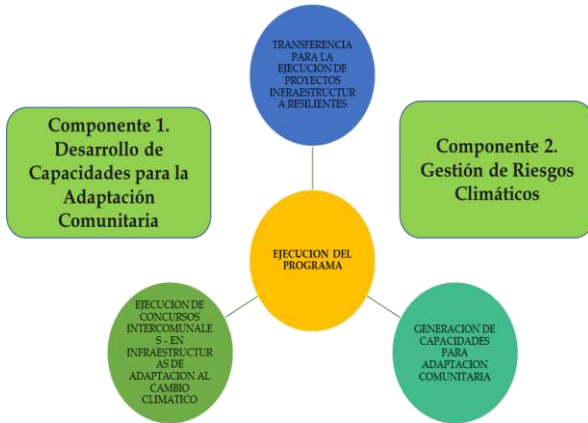 TRANSFERENCIA
PARA LA
EJECUCION DE
PROYECTOS
INFRAESTRUCTUR
A RESILIENTES
Componente 1.
Desarrollo de
Capacidades para la
Adaptación
Comunitaria
Componente 2.
Gestión de Riesgos
Climáticos
EJECUCION DEL
PROGRAMA
EJECUCION DE
CONCURSOS
INTERCOMUNALE
S – EN
INFRAESTRUCTUR
AS DE
ADAPTACION AL
CAMBIO
CLIMATICO
GENERACION DE
CAPACIDADES
PARA
ADAPTACION
COMUNITARIA